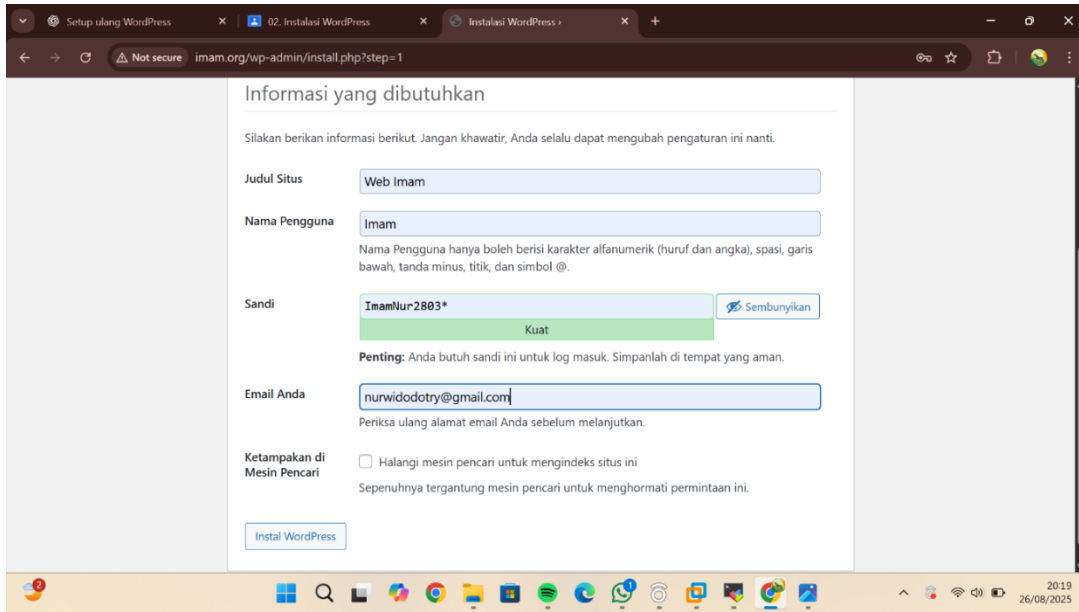 Setup ulang WordPress
02. Instalasi WordPress
Instalasi WordPress ›
Not secure
imam.org/wp-admin/install.php?step=1
Informasi yang dibutuhkan
Silakan berikan informasi berikut. Jangan khawatir, Anda selalu dapat mengubah pengaturan ini nanti.
Judul Situs
Web Imam
Nama Pengguna
Imam
Nama Pengguna hanya boleh berisi karakter alfanumerik (huruf dan angka), spasi, garis
bawah, tanda minus, titik, dan simbol @.
Sandi
ImamNur2803*
Sembunyikan
Kuat
Penting: Anda butuh sandi ini untuk log masuk. Simpanlah di tempat yang aman.
Email Anda
nurwidodotry@gmail.com
Periksa ulang alamat email Anda sebelum melanjutkan.
Ketampakan di
Mesin Pencari
Halangi mesin pencari untuk mengindeks situs ini
Sepenuhnya tergantung mesin pencari untuk menghormati permintaan ini.
Instal WordPress
2
1
20:19
26/08/2025